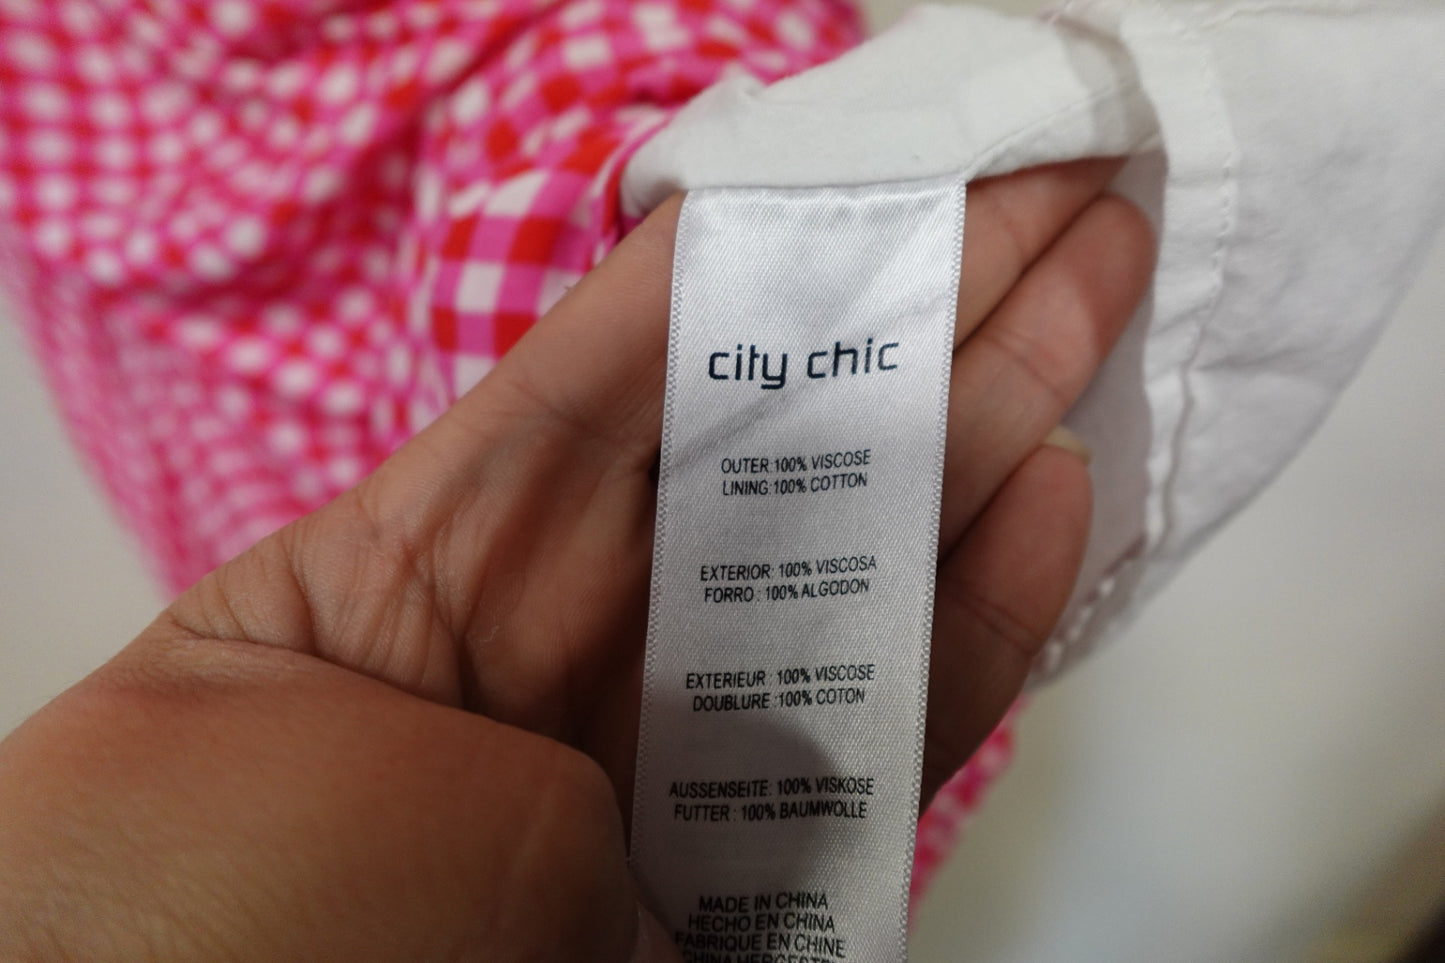 city chic
OUTER:100% VISCOSE
LINING:100% COTTON
EXTERIOR: 100% VISCOSA
FORRO : 100% ALGODON
EXTERIEUR : 100% VISCOSE
DOUBLURE :100% COTON
AUSSENSEITE: 100% VISKOSE
FUTTER : 100% BAUMWOLLE
MADE IN CHINA
HECHO EN CHINA
FABRIQUE EN CHINE